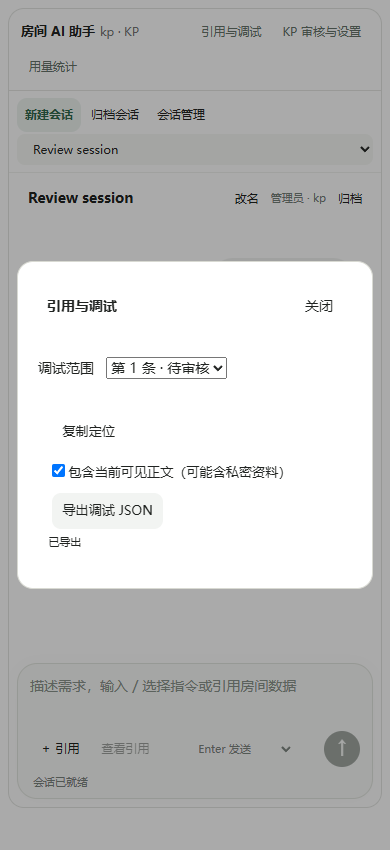 房间 AI 助手 kp · KP 引用与调试 KP 审核与设置
用量统计
新建会话 归档会话 会话管理
Review session
Review session 改名 管理员 · kp 归档
引用与调试 关闭
调试范围 第 1 条 · 待审核
复制定位
包含当前可见正文（可能含私密资料）
导出调试 JSON
已导出
描述需求，输入 / 选择指令或引用房间数据
+ 引用 查看引用 Enter 发送 ↑
会话已就绪